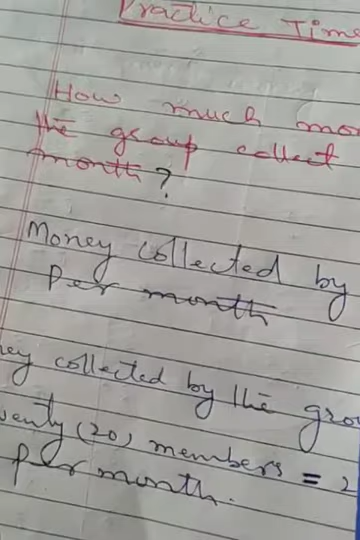 Practice Time
How much mo
the group collect
month?
Money collected by
Per month
ey collected by the gro
wenty (20) members = 2
Per month.